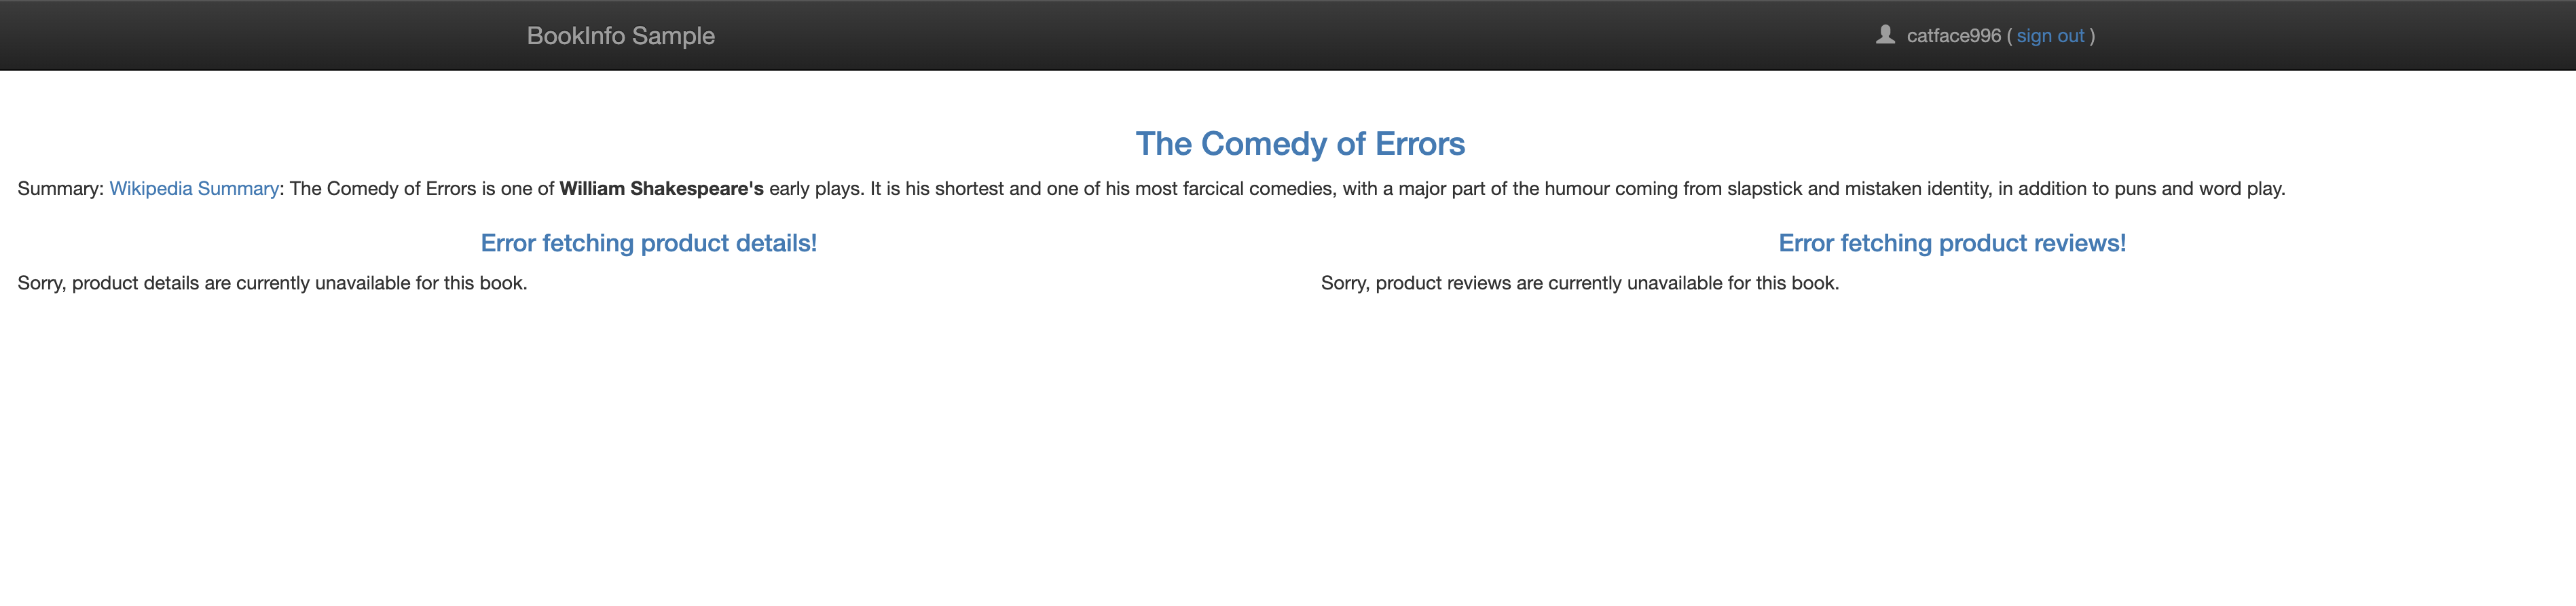 BookInfo Sample
catface996 ( sign out )
The Comedy of Errors
Summary: Wikipedia Summary: The Comedy of Errors is one of William Shakespeare's early plays. It is his shortest and one of his most farcical comedies, with a major part of the humour coming from slapstick and mistaken identity, in addition to puns and word play.
Error fetching product details!
Sorry, product details are currently unavailable for this book.
Error fetching product reviews!
Sorry, product reviews are currently unavailable for this book.